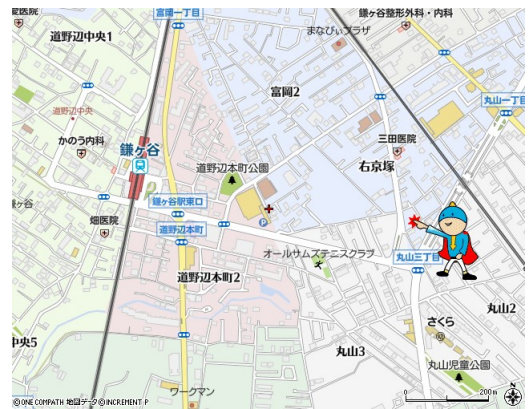 富岡一丁目
鎌ヶ谷整形外科・内科
道野辺中央1
まなびぃプラザ
富岡2
丸山一丁目
道野辺中央
三田医院
かのう内科
鎌ヶ谷
道野辺本町公園
右京塚
鎌ヶ谷駅東口
畑医院
道野辺本町
オールサムズテニスクラブ
丸山三丁目
道野辺本町2
丸山2
さくら
中央5
丸山3
丸山児童公園
ワークマン
0
200m
©ONE COMPATH 地図データ©INCREMENT P